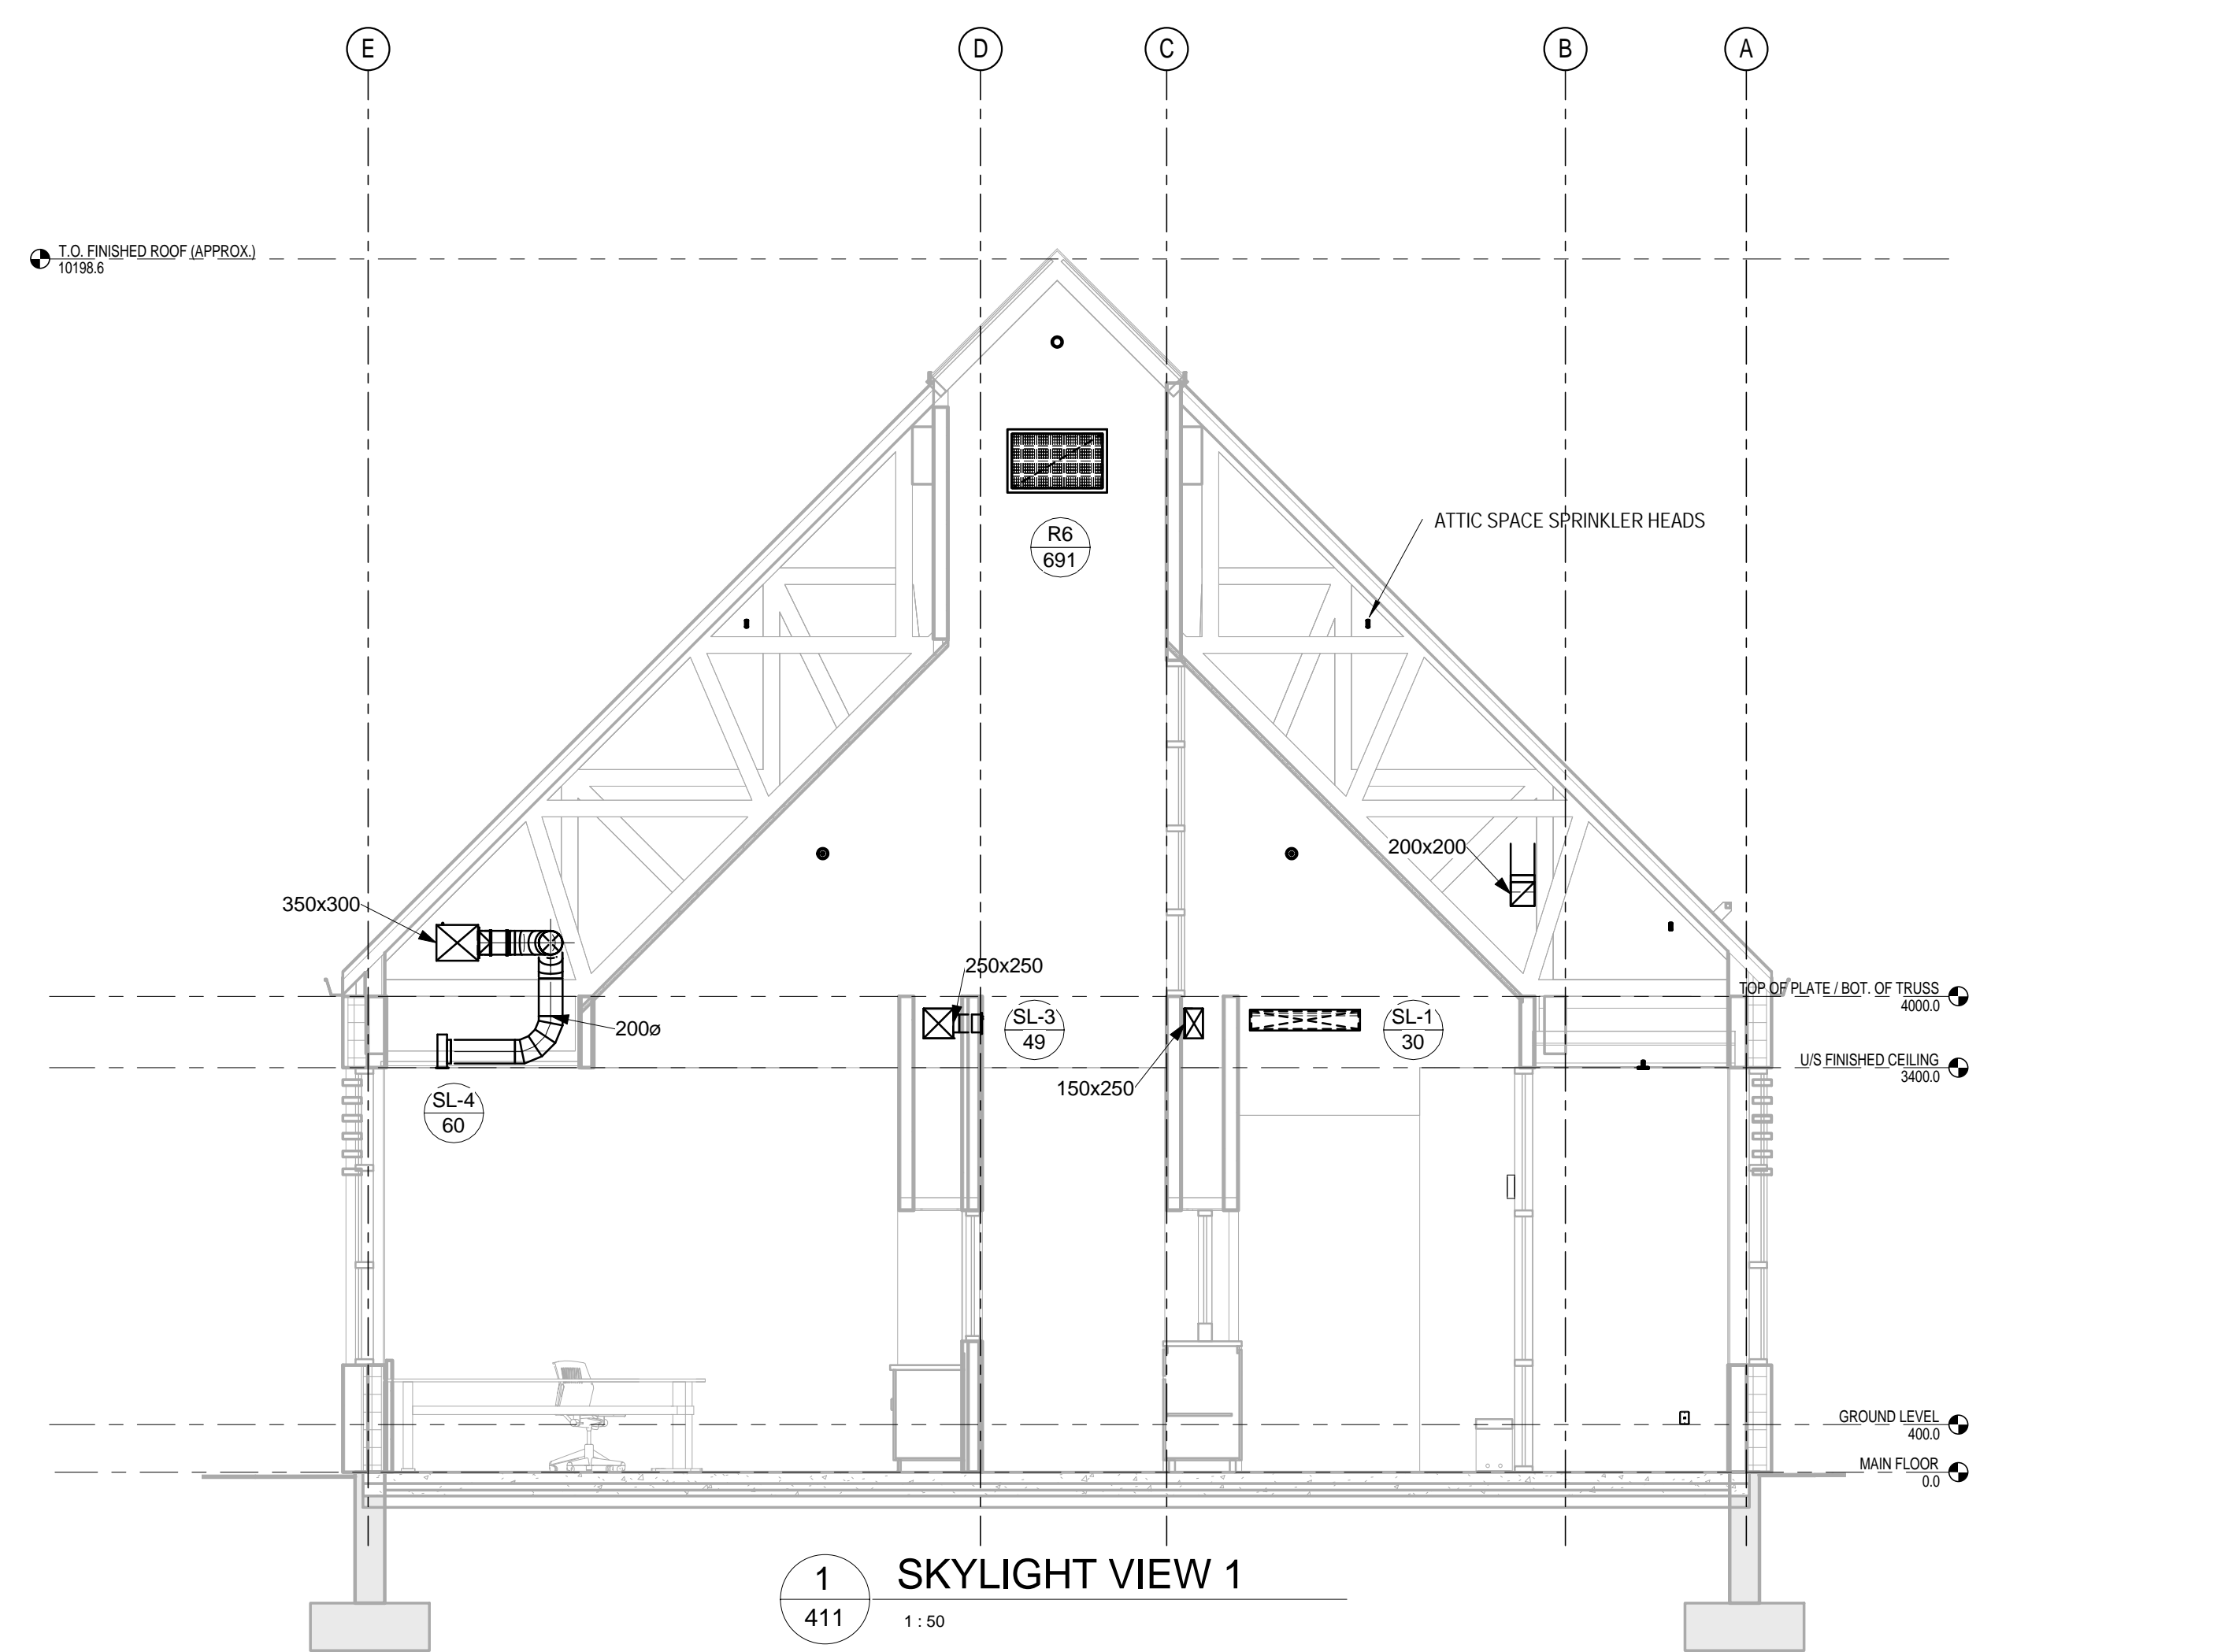 E
D
C
B
A
T.O. FINISHED ROOF (APPROX.)
10198.6
R6
691
ATTIC SPACE SPRINKLER HEADS
200x200
350x300
250x250
200ø
SL-3
49
SL-1
30
150x250
SL-4
60
TOP OF PLATE / BOT. OF TRUSS
4000.0
U/S FINISHED CEILING
3400.0
GROUND LEVEL
400.0
MAIN FLOOR
0.0
1
411
SKYLIGHT VIEW 1
1 : 50